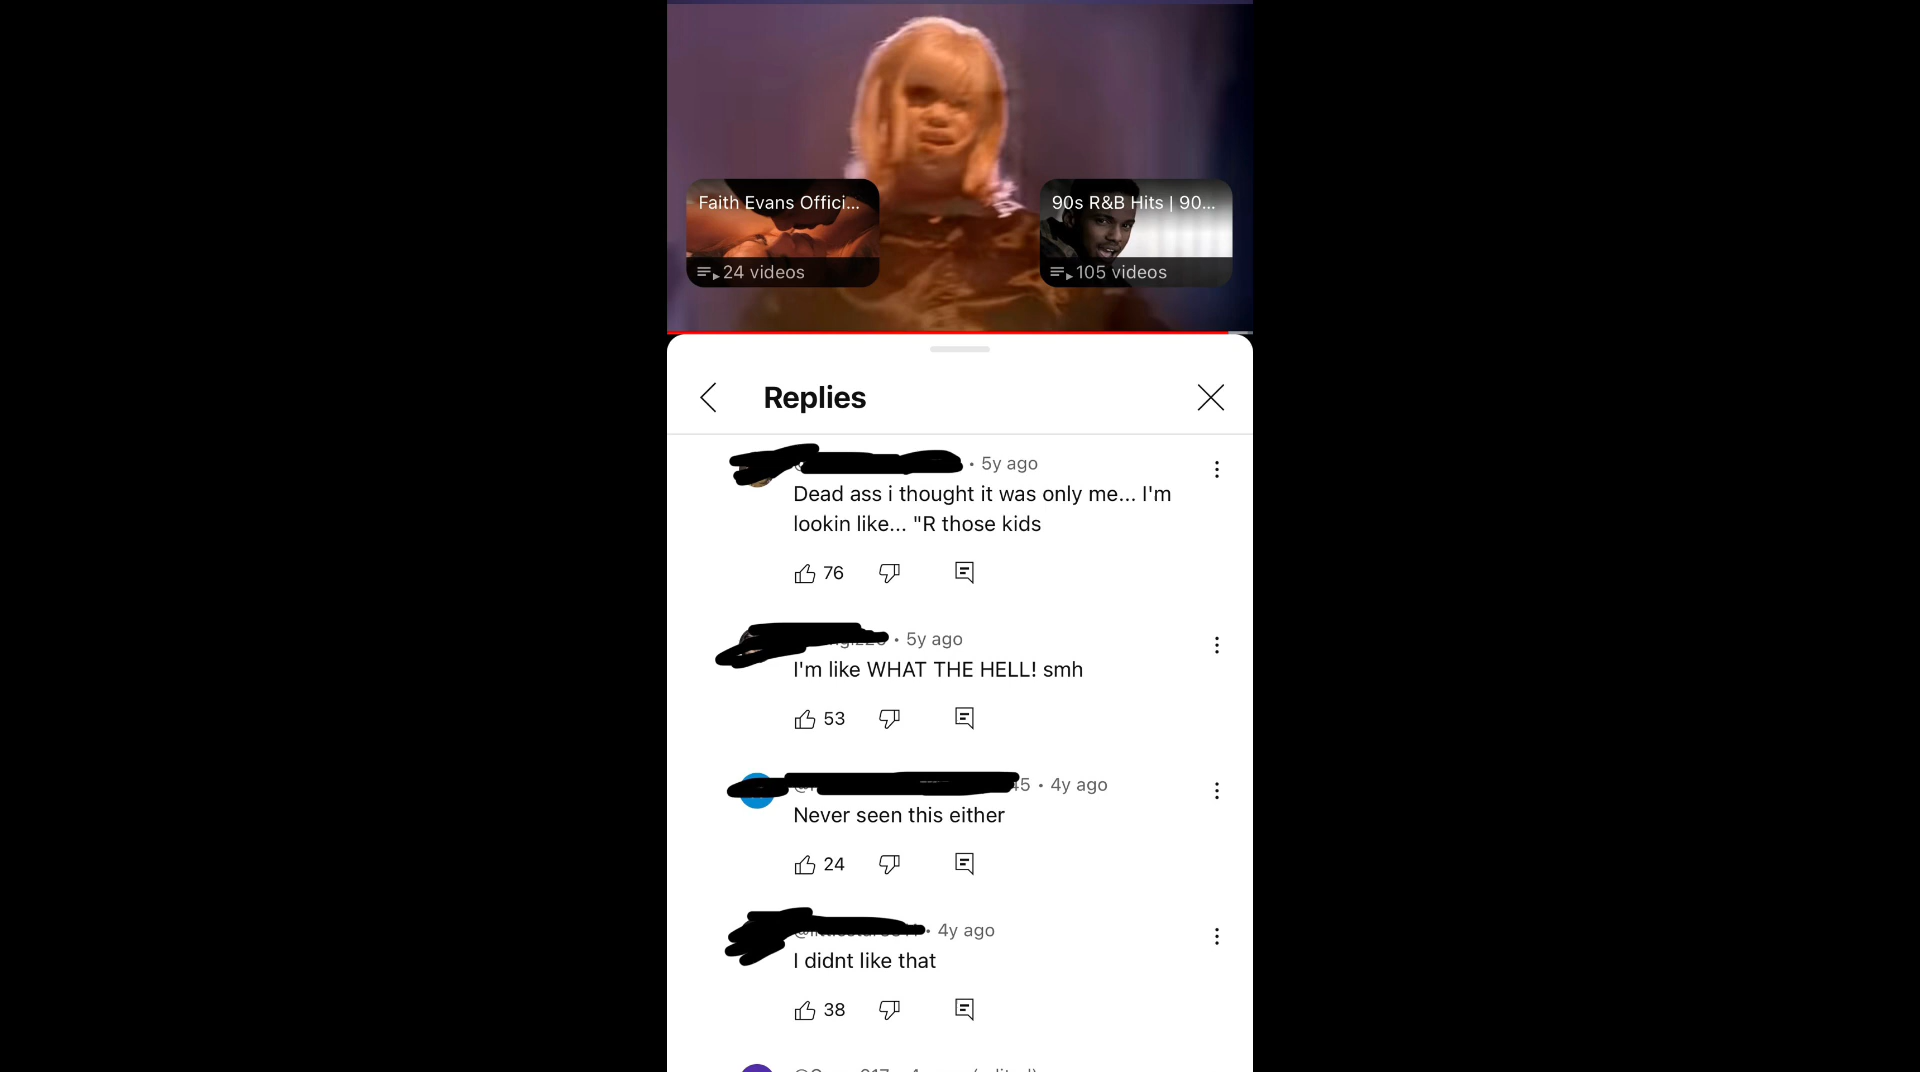 Faith Evans Offici...
90s R&B Hits | 90...
24 videos
105 videos
Replies
• 5y ago
Dead ass i thought it was only me... I'm
lookin like... "R those kids
76
• 5y ago
I'm like WHAT THE HELL! smh
53
45 • 4y ago
Never seen this either
24
• 4y ago
I didnt like that
38